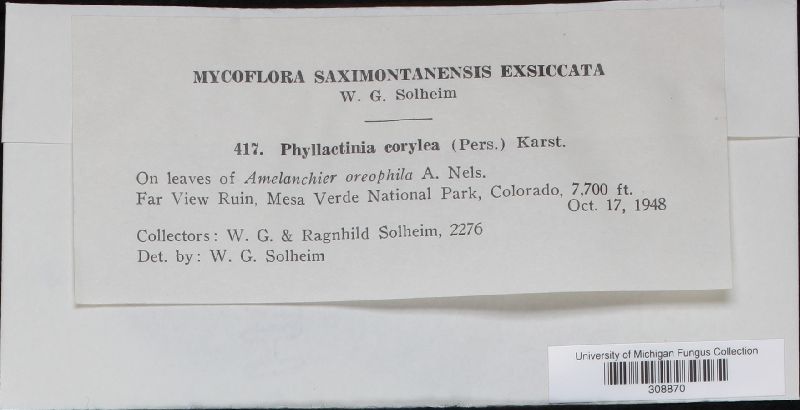 MYCOFLORA SAXIMONTANENSIS EXSICCATA
W. G. Solheim
417. Phyllactinia corylea (Pers.) Karst.
On leaves of Amelanchier oreophila A. Nels.
Far View Ruin, Mesa Verde National Park, Colorado, 7,700 ft.
Oct. 17, 1948
Collectors: W. G. & Ragnhild Solheim, 2276
Det. by: W. G. Solheim
University of Michigan Fungus Collection
308870